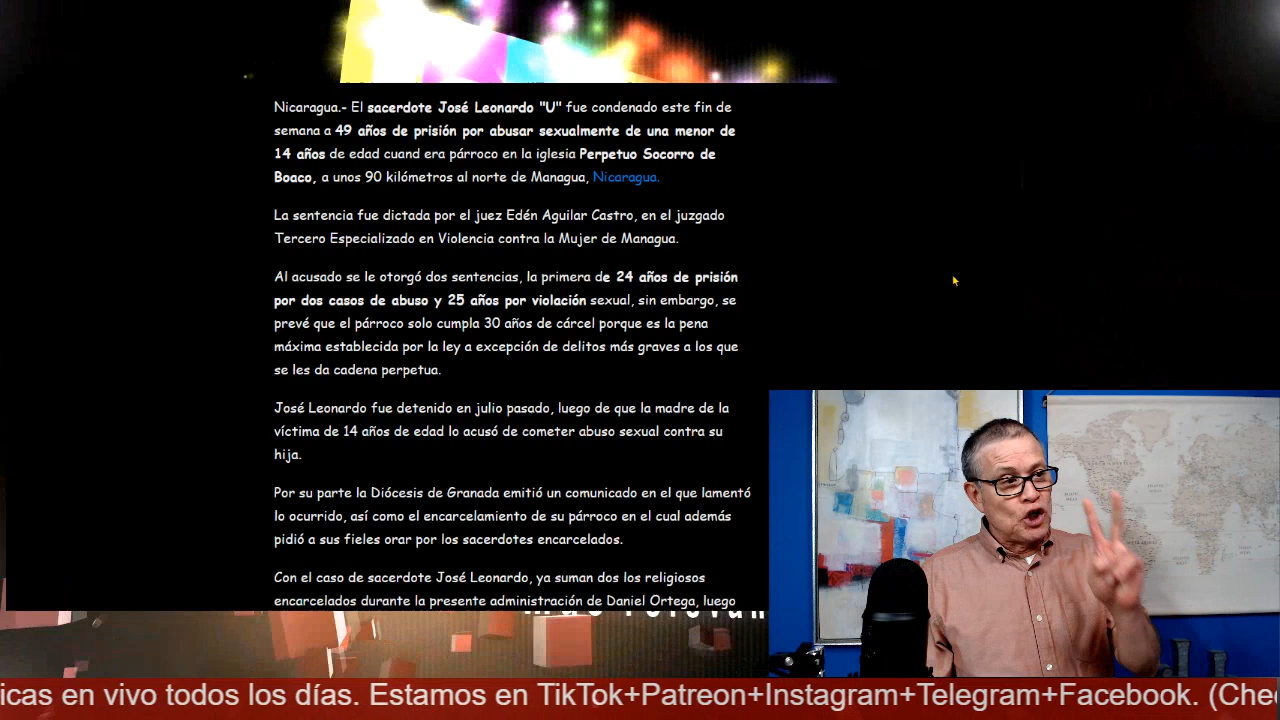 Nicaragua.- El sacerdote José Leonardo "U" fue condenado este fin de
semana a 49 años de prisión por abusar sexualmente de una menor de
14 años de edad cuand era párroco en la iglesia Perpetuo Socorro de
Boaco, a unos 90 kilómetros al norte de Managua, Nicaragua.
La sentencia fue dictada por el juez Edén Aguilar Castro, en el juzgado
Tercero Especializado en Violencia contra la Mujer de Managua.
Al acusado se le otorgó dos sentencias, la primera de 24 años de prisión
por dos casos de abuso y 25 años por violación sexual, sin embargo, se
prevé que el párroco solo cumpla 30 años de cárcel porque es la pena
máxima establecida por la ley a excepción de delitos más graves a los que
se les da cadena perpetua.
José Leonardo fue detenido en julio pasado, luego de que la madre de la
víctima de 14 años de edad lo acusó de cometer abuso sexual contra su
hija.
Por su parte la Diócesis de Granada emitió un comunicado en el que lamentó
lo ocurrido, así como el encarcelamiento de su párroco en el cual además
pidió a sus fieles orar por los sacerdotes encarcelados.
Con el caso de sacerdote José Leonardo, ya suman dos los religiosos
encarcelados durante la presente administración de Daniel Ortega, luego
icas en vivo todos los días. Estamos en TikTok+Patreon+Instagram+Telegram+Facebook. (Chec